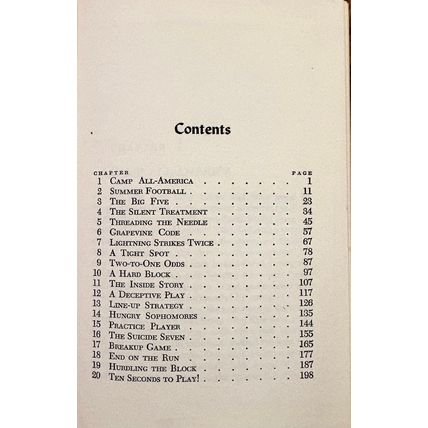 Contents
CHAPTER PAGE
1 Camp All-America . . . . . . . 1
2 Summer Football . . . . . . . 11
3 The Big Five . . . . . . . 23
4 The Silent Treatment . . . . . . 34
5 Threading the Needle . . . . . . 45
6 Grapevine Code . . . . . . . 57
7 Lightning Strikes Twice . . . . . . 67
8 A Tight Spot . . . . . . . 78
9 Two-to-One Odds . . . . . . . 87
10 A Hard Block . . . . . . . 97
11 The Inside Story . . . . . . . 107
12 A Deceptive Play . . . . . . . 117
13 Line-up Strategy . . . . . . . 126
14 Hungry Sophomores . . . . . . 135
15 Practice Player . . . . . . . 144
16 The Suicide Seven . . . . . . . 155
17 Breakup Game . . . . . . . 165
18 End on the Run . . . . . . . 177
19 Hurdling the Block . . . . . . . 187
20 Ten Seconds to Play! . . . . . . . 198